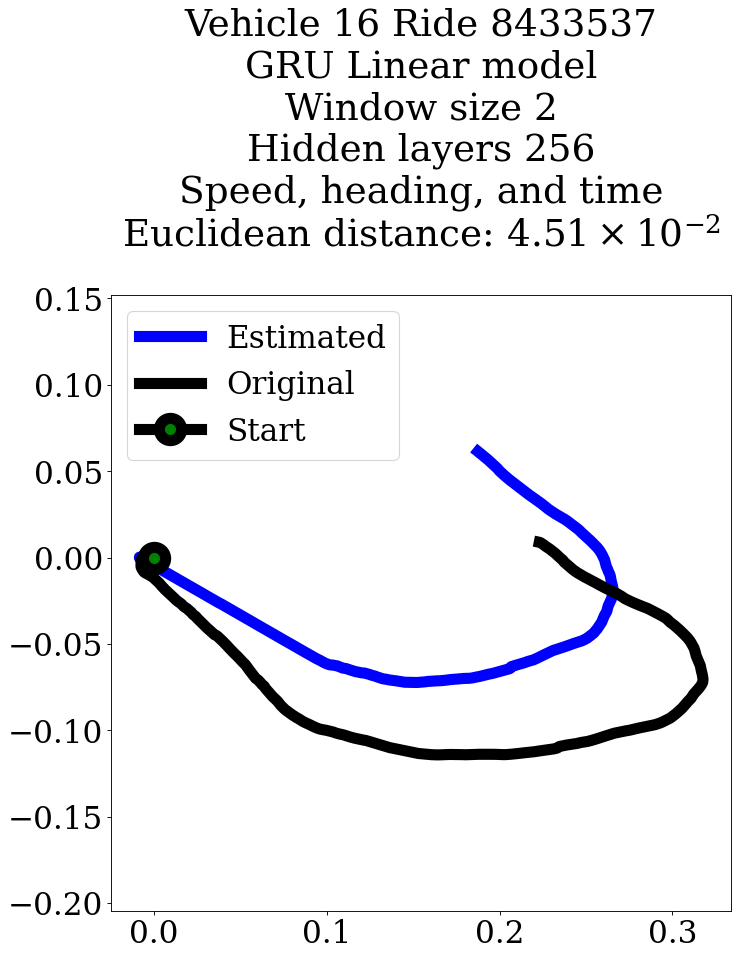 Vehicle 16 Ride 8433537
GRU Linear model
Window size 2
Hidden layers 256
Speed, heading, and time
Euclidean distance: 4.51 × 10⁻²
0.15
0.10
0.05
0.00
−0.05
−0.10
−0.15
−0.20
Estimated
Original
Start
0.0 0.1 0.2 0.3